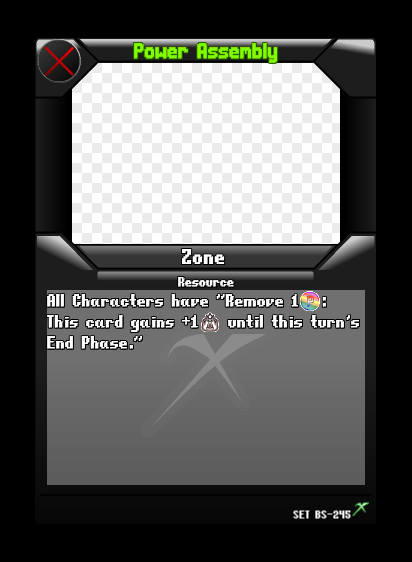 Power Assembly
Zone
Resource
All Characters have "Remove 1 P :
This card gains +1 until this turn's
End Phase."
SET BS-245